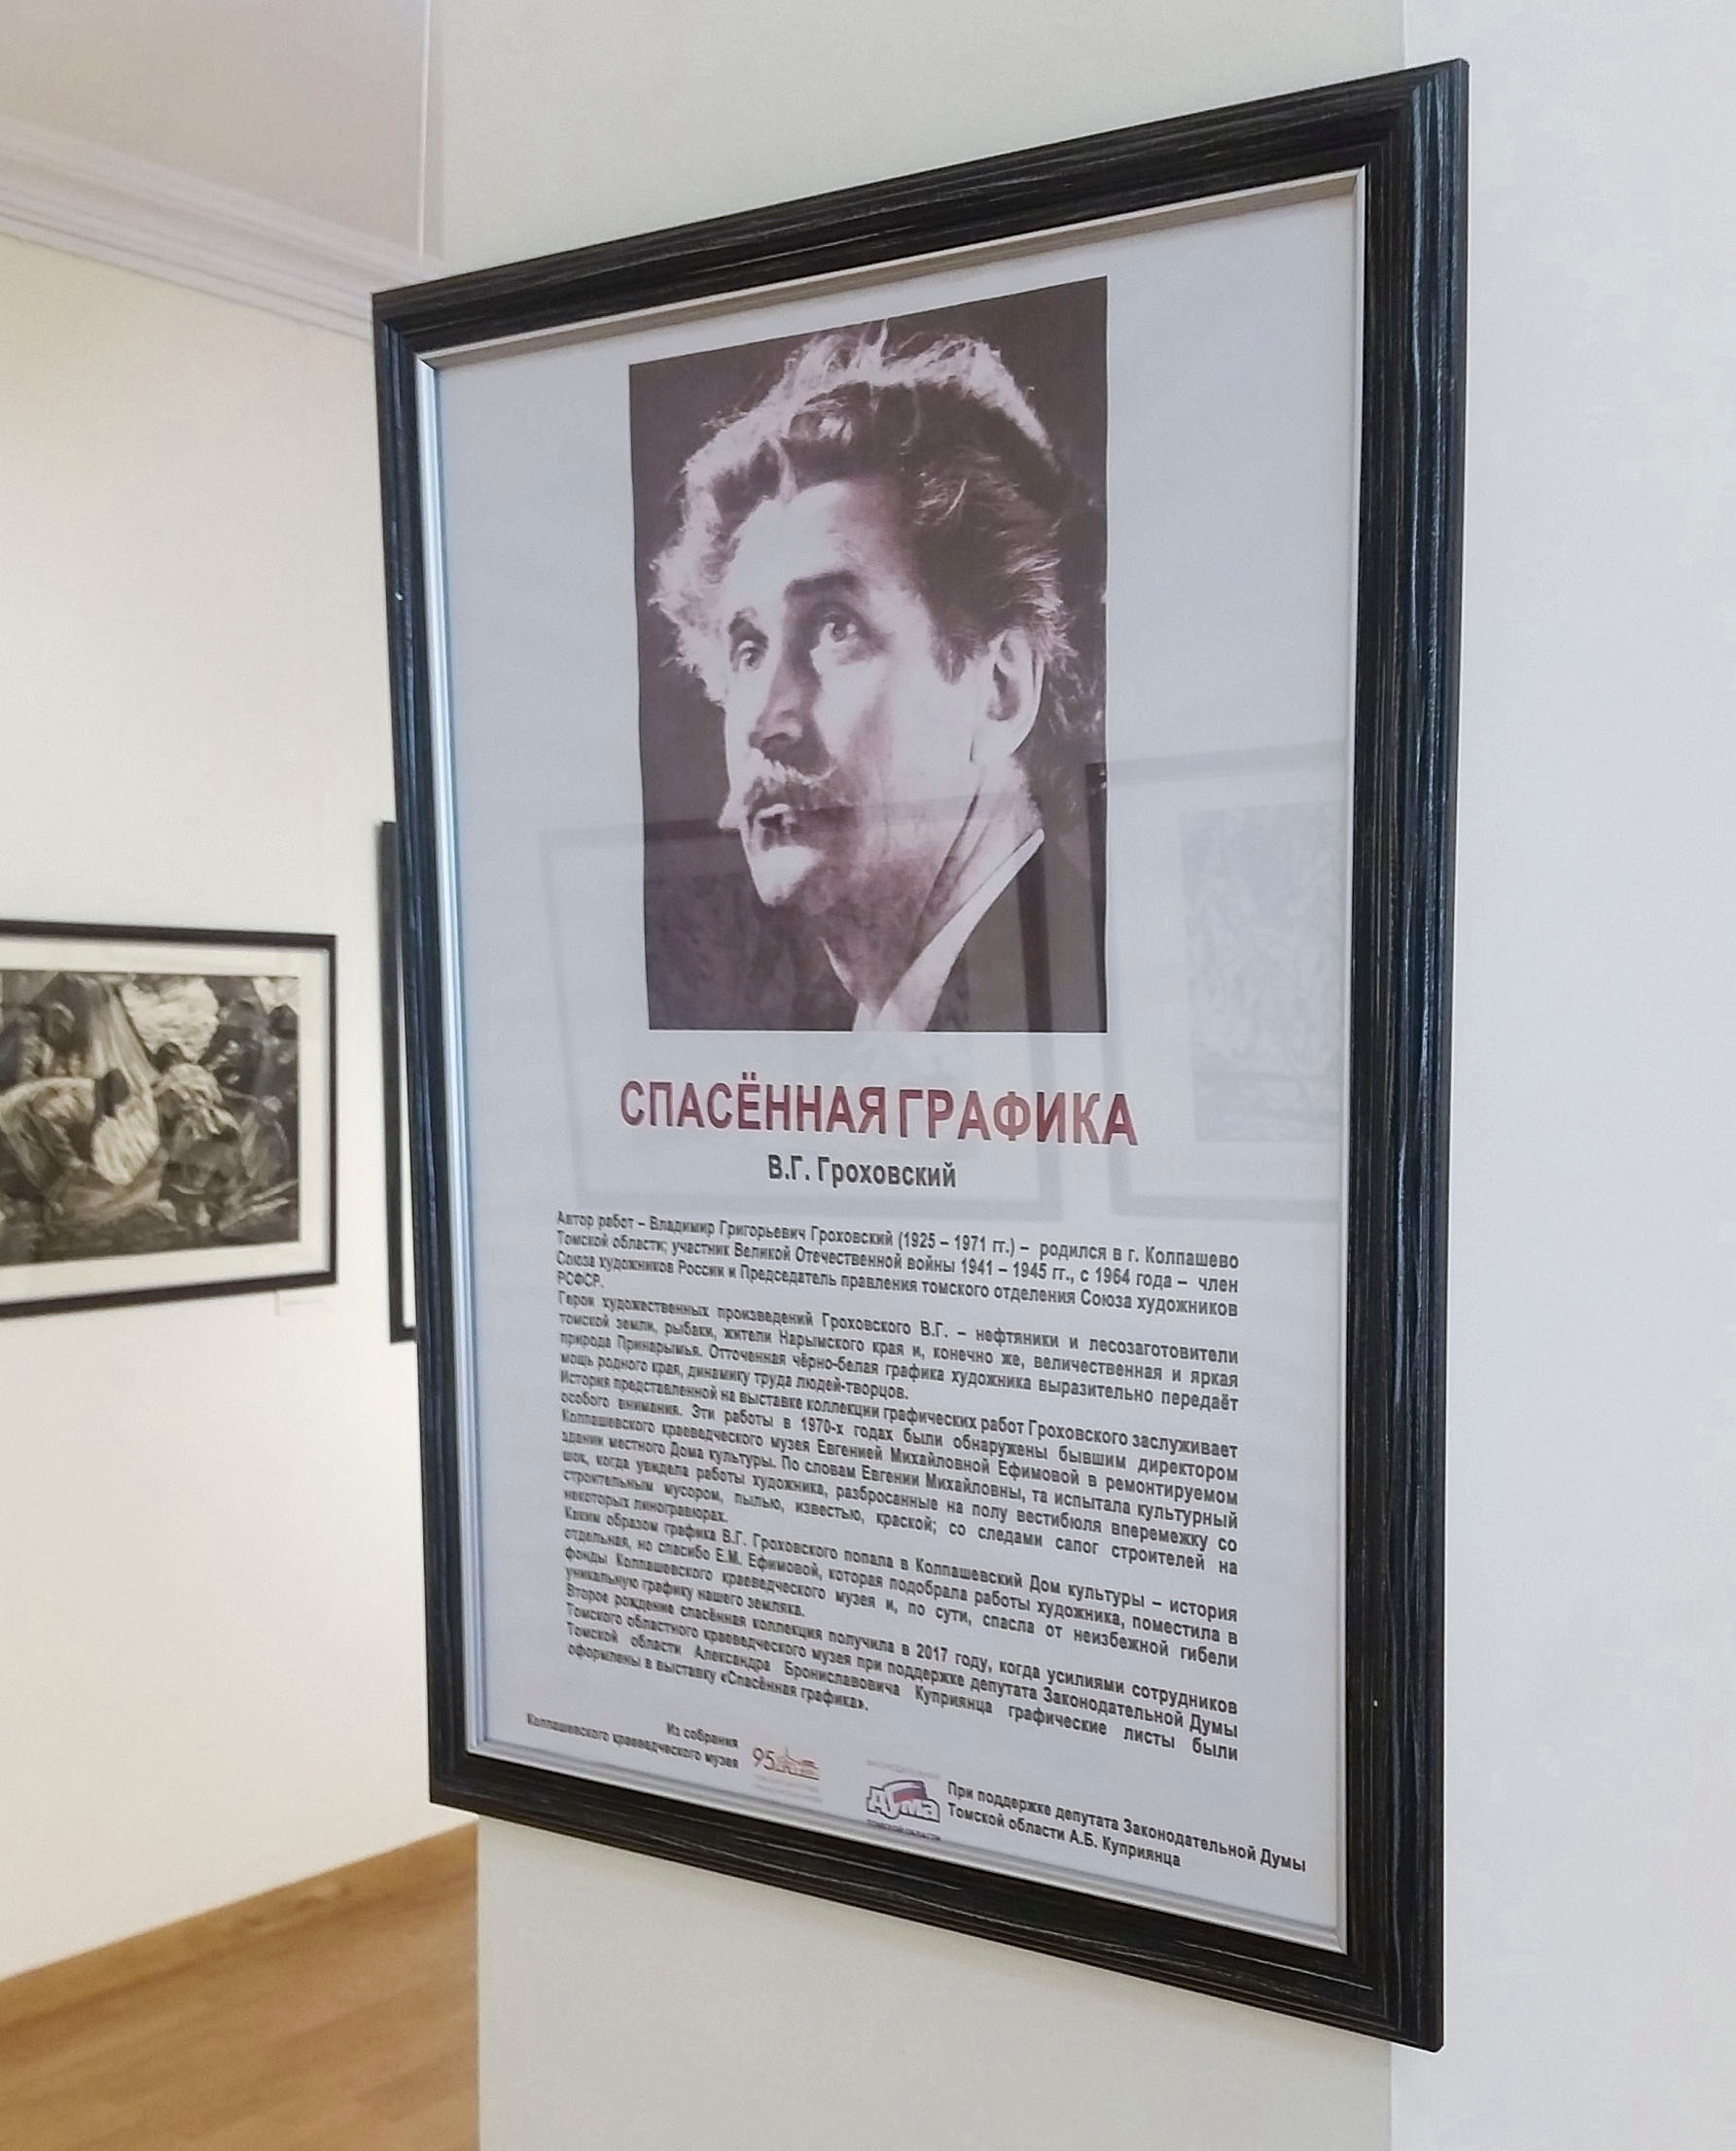 СПАСЁННАЯ ГРАФИКА
В.Г. Гроховский
Автор работ – Владимир Григорьевич Гроховский (1925 – 1971 гг.) – родился в г. Колпашево
Томской области; участник Великой Отечественной войны 1941 – 1945 гг., с 1964 года – член
Союза художников России и Председатель правления томского отделения Союза художников
РСФСР.
Герои художественных произведений Гроховского В.Г. – нефтяники и лесозаготовители
томской земли, рыбаки, жители Нарымского края и, конечно же, величественная и яркая
природа Принарымья. Отточенная чёрно-белая графика художника выразительно передаёт
мощь родного края, динамику труда людей-творцов.
История представленной на выставке коллекции графических работ Гроховского заслуживает
особого внимания. Эти работы в 1970-х годах были обнаружены бывшим директором
Колпашевского краеведческого музея Евгенией Михайловной Ефимовой в ремонтируемом
здании местного Дома культуры. По словам Евгении Михайловны, та испытала культурный
шок, когда увидела работы художника, разбросанные на полу вестибюля вперемежку со
строительным мусором, пылью, известью, краской; со следами сапог строителей на
некоторых линогравюрах.
Каким образом графика В.Г. Гроховского попала в Колпашевский Дом культуры – история
отдельная, но спасибо Е.М. Ефимовой, которая подобрала работы художника, поместила в
фонды Колпашевского краеведческого музея и, по сути, спасла от неизбежной гибели
уникальную графику нашего земляка.
Второе рождение спасённая коллекция получила в 2017 году, когда усилиями сотрудников
Томского областного краеведческого музея при поддержке депутата Законодательной Думы
Томской области Александра Брониславовича Куприянца графические листы были
оформлены в выставку «Спасённая графика».
Из собрания
Колпашевского краеведческого музея
95
дума
ТОМСКОЙ ОБЛАСТИ
При поддержке депутата Законодательной Думы
Томской области А.Б. Куприянца